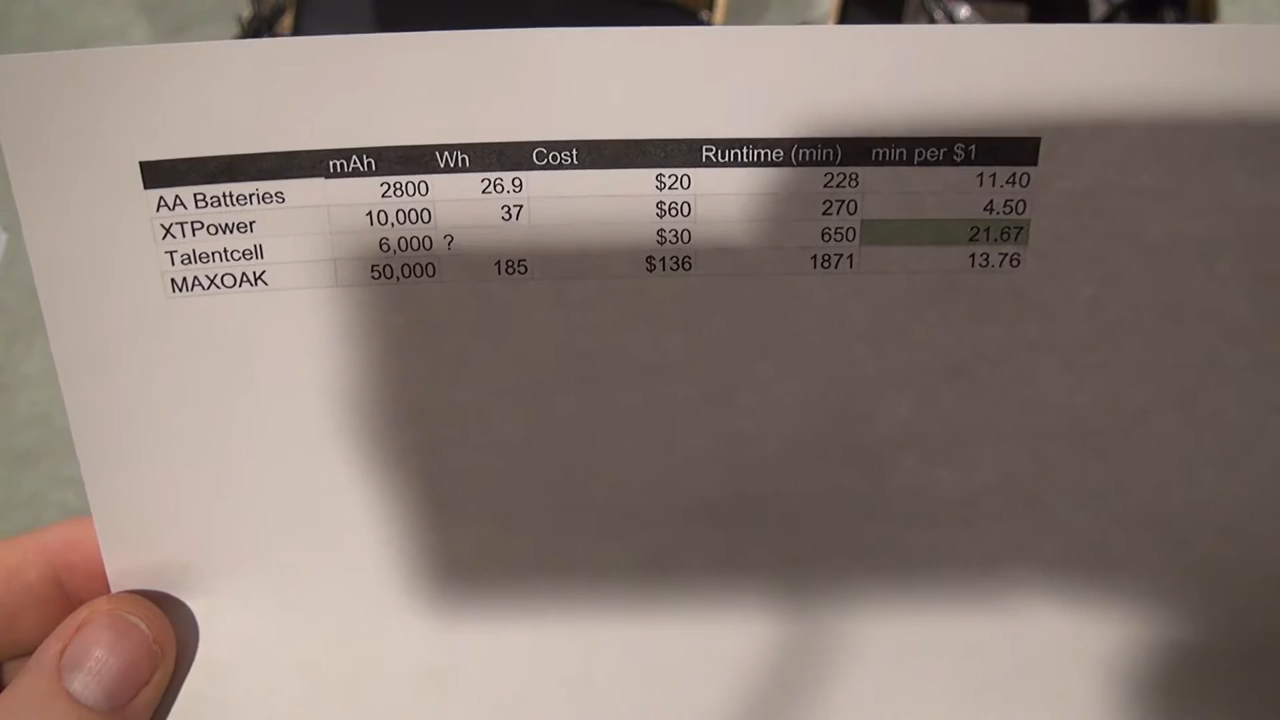 mAh Wh Cost Runtime (min) min per $1
AA Batteries 2800 26.9 $20 228 11.40
XTPower 10,000 37 $60 270 4.50
Talentcell 6,000 ? $30 650 21.67
MAXOAK 50,000 185 $136 1871 13.76